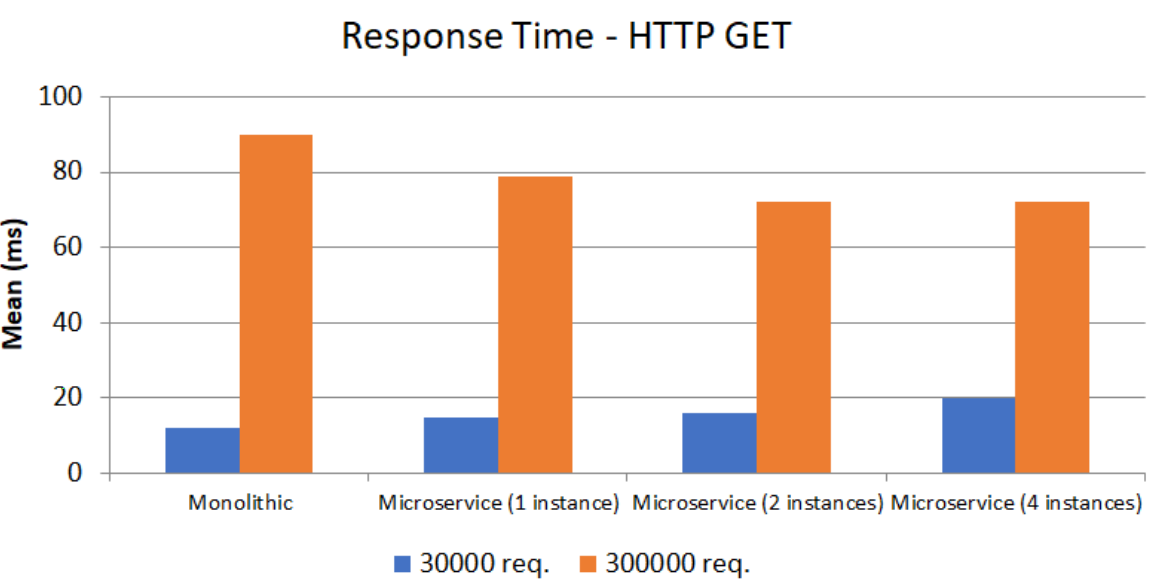 Response Time - HTTP GET
100
80
60
40
20
0
Mean (ms)
Monolithic Microservice (1 instance) Microservice (2 instances) Microservice (4 instances)
30000 req. 300000 req.